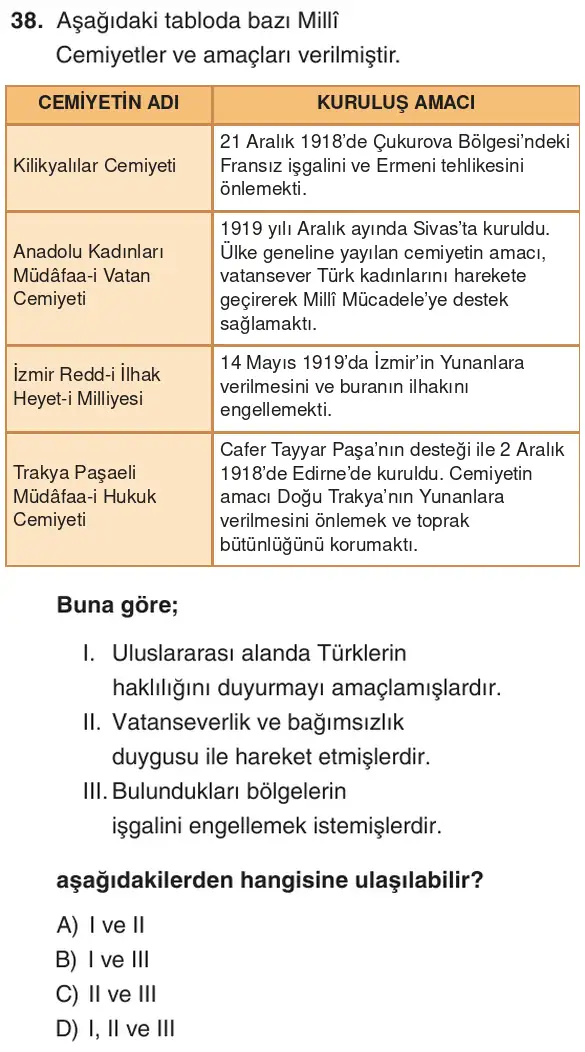 38. Aşağıdaki tabloda bazı Millî
Cemiyetler ve amaçları verilmiştir.
CEMİYETİN ADI KURULUŞ AMACI
Kilikyalılar Cemiyeti
21 Aralık 1918'de Çukurova Bölgesi'ndeki
Fransız işgalini ve Ermeni tehlikesini
önlemekti.
Anadolu Kadınları
Müdâfaa-i Vatan
Cemiyeti
1919 yılı Aralık ayında Sivas'ta kuruldu.
Ülke geneline yayılan cemiyetin amacı,
vatansever Türk kadınlarını harekete
geçirerek Millî Mücadele'ye destek
sağlamaktı.
İzmir Redd-i İlhak
Heyet-i Milliyesi
14 Mayıs 1919'da İzmir'in Yunanlara
verilmesini ve buranın ilhakını
engellemekti.
Trakya Paşaeli
Müdâfaa-i Hukuk
Cemiyeti
Cafer Tayyar Paşa'nın desteği ile 2 Aralık
1918'de Edirne'de kuruldu. Cemiyetin
amacı Doğu Trakya'nın Yunanlara
verilmesini önlemek ve toprak
bütünlüğünü korumaktı.
Buna göre;
I. Uluslararası alanda Türklerin
haklılığını duyurmayı amaçlamışlardır.
II. Vatanseverlik ve bağımsızlık
duygusu ile hareket etmişlerdir.
III. Bulundukları bölgelerin
işgalini engellemek istemişlerdir.
aşağıdakilerden hangisine ulaşılabilir?
A) I ve II
B) I ve III
C) II ve III
D) I, II ve III